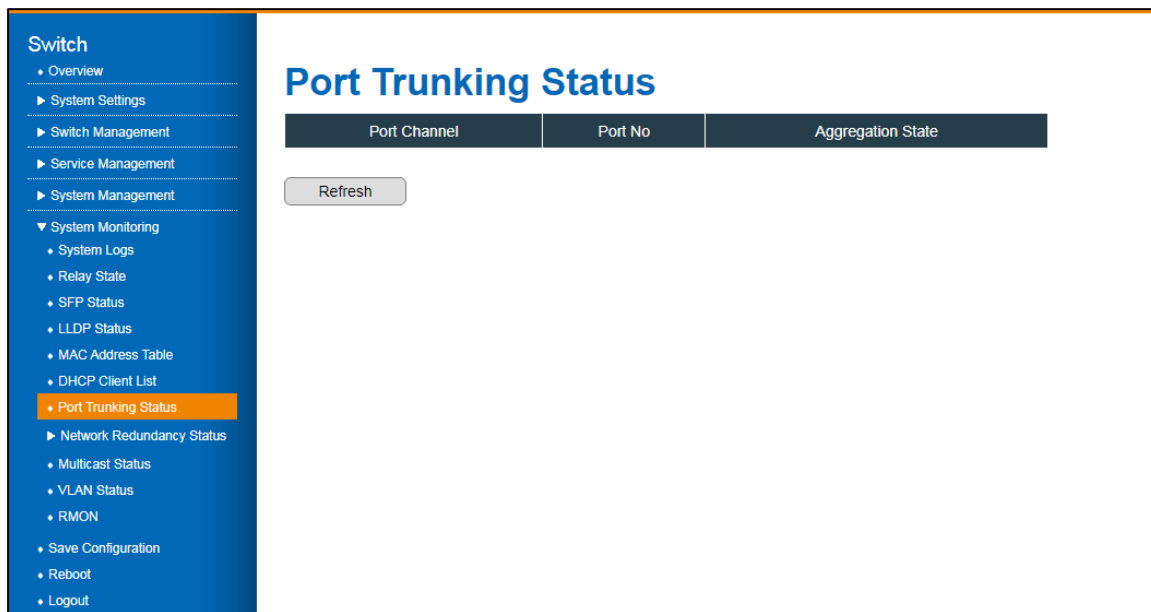 Switch
Overview
System Settings
Switch Management
Service Management
System Management
System Monitoring
System Logs
Relay State
SFP Status
LLDP Status
MAC Address Table
DHCP Client List
Port Trunking Status
Network Redundancy Status
Multicast Status
VLAN Status
RMON
Save Configuration
Reboot
Logout
Port Trunking Status
Port Channel Port No Aggregation State
Refresh